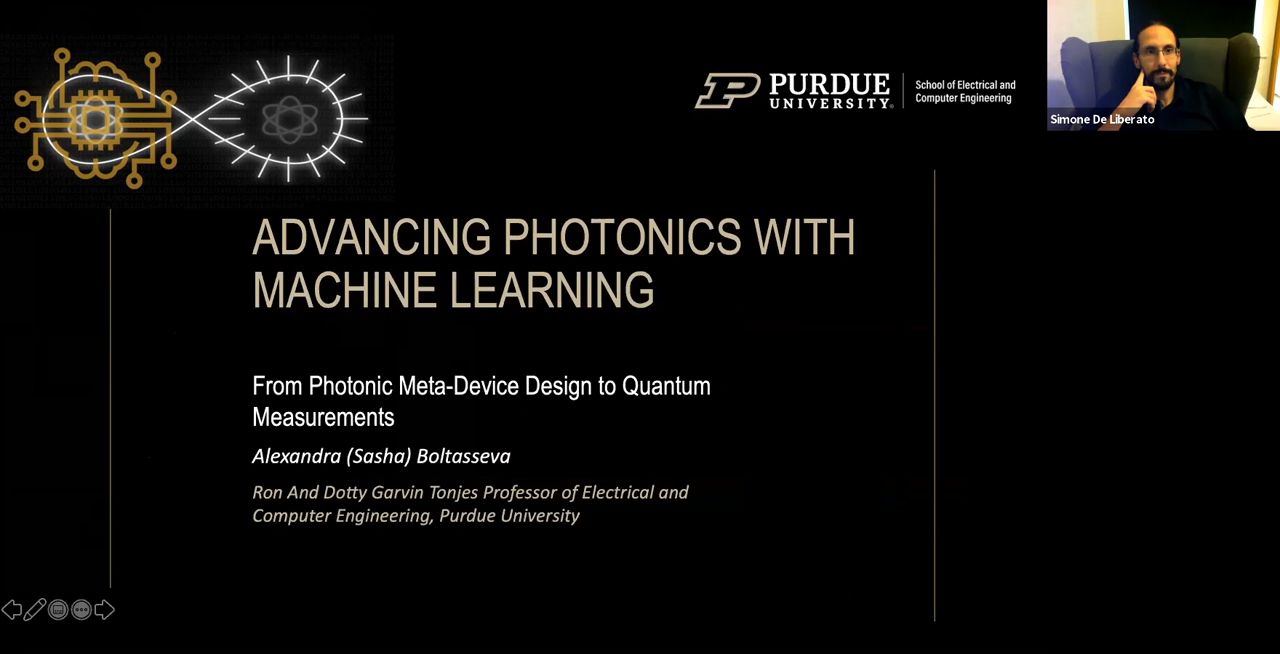 PURDUE
UNIVERSITY®
School of Electrical and
Computer Engineering
Simone De Liberato
ADVANCING PHOTONICS WITH
MACHINE LEARNING
From Photonic Meta-Device Design to Quantum
Measurements
Alexandra (Sasha) Boltasseva
Ron And Dotty Garvin Tonjes Professor of Electrical and
Computer Engineering, Purdue University